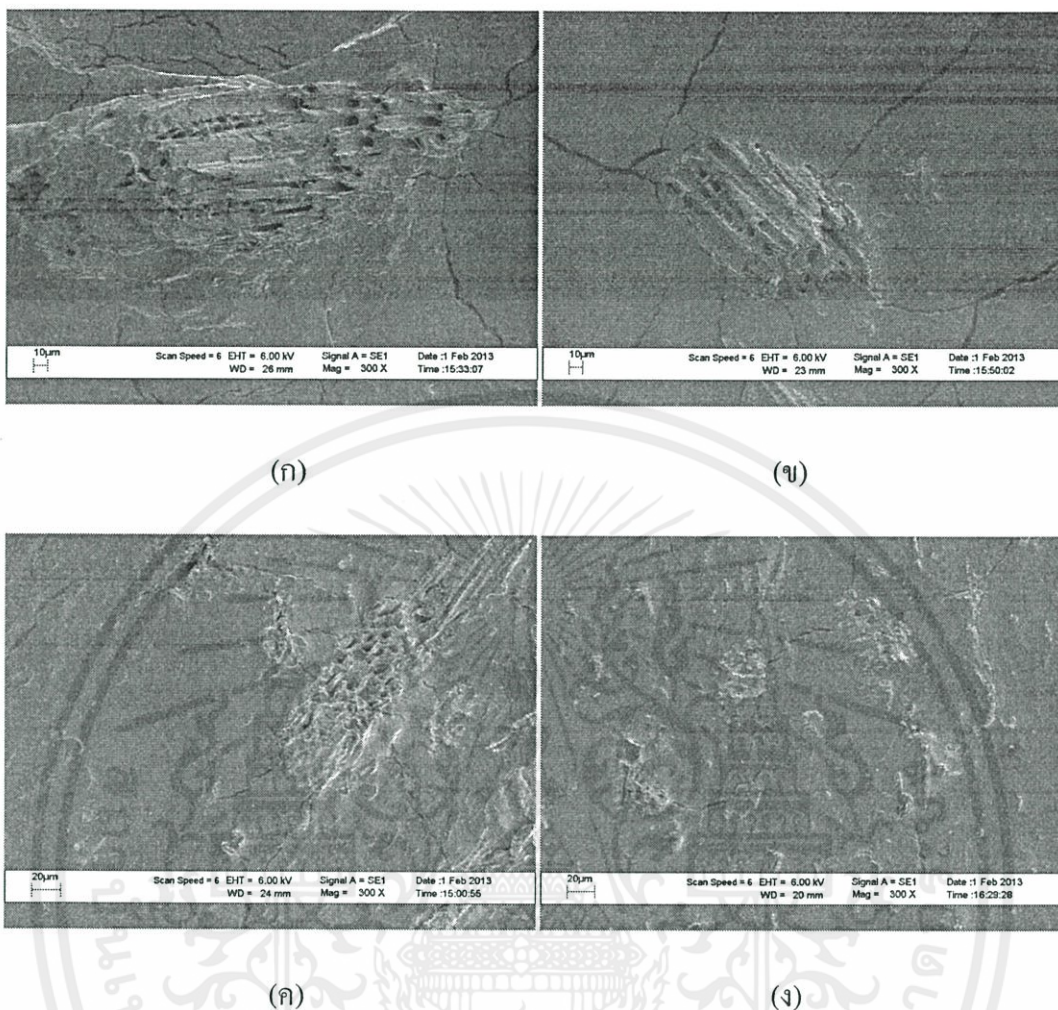 10µm
Scan Speed = 6 EHT = 6.00 kV Signal A = SE1 Date :1 Feb 2013
WD = 26 mm Mag = 300 X Time :15:33:07
10µm
Scan Speed = 6 EHT = 6.00 kV Signal A = SE1 Date :1 Feb 2013
WD = 23 mm Mag = 300 X Time :15:50:02
(ก)
(ข)
20µm
Scan Speed = 6 EHT = 6.00 kV Signal A = SE1 Date :1 Feb 2013
WD = 24 mm Mag = 300 X Time :15:00:55
20µm
Scan Speed = 6 EHT = 6.00 kV Signal A = SE1 Date :1 Feb 2013
WD = 20 mm Mag = 300 X Time :16:29:28
(ค)
(ง)